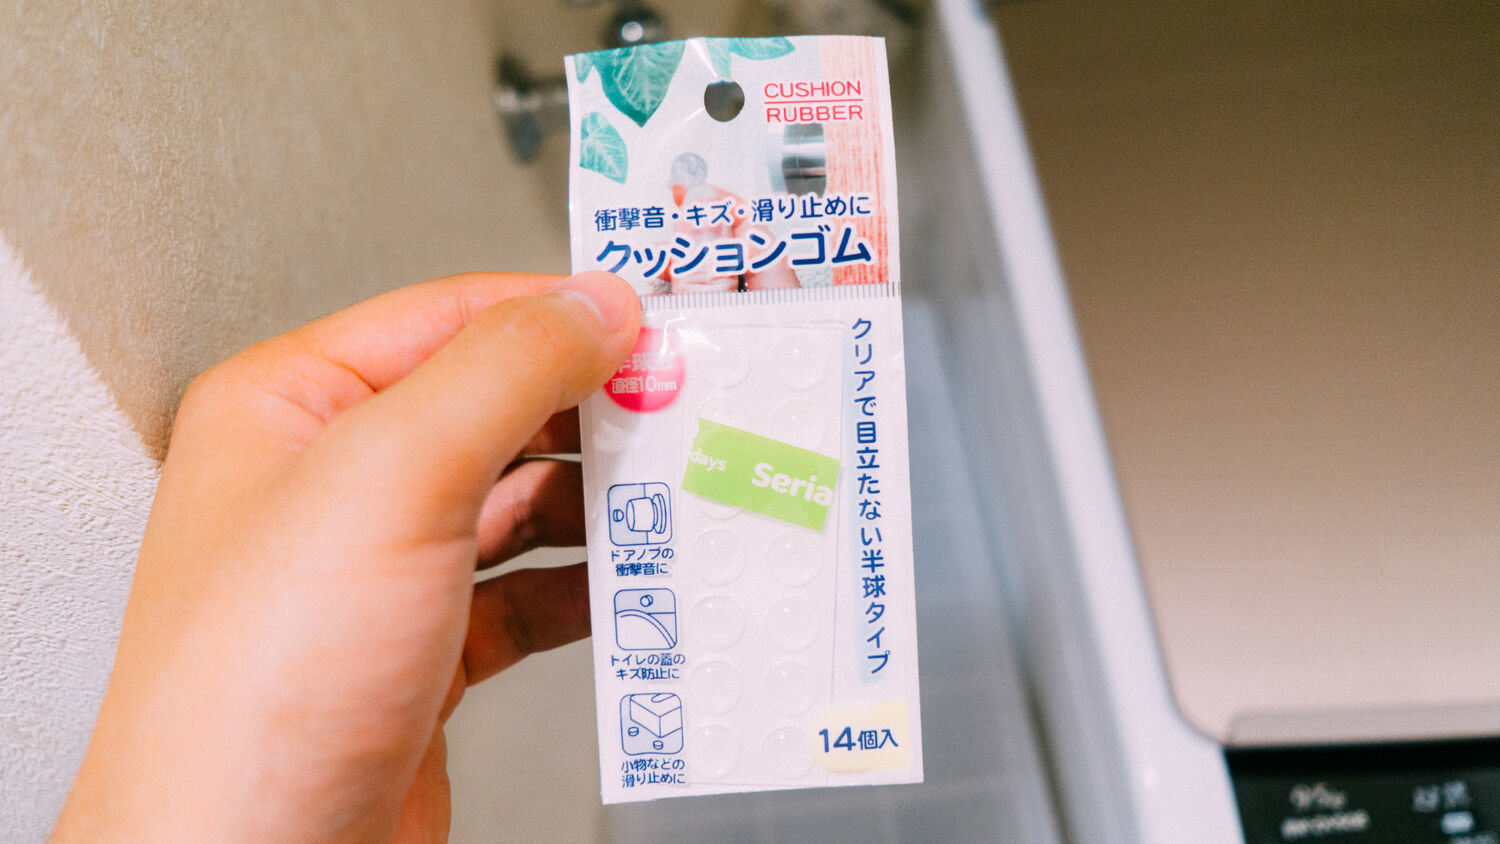 CUSHION
RUBBER
衝撃音・キズ・滑り止めに
クッションゴム
直径10mm
クリアで目立たない半球タイプ
days Seria
ドアノブの
衝撃音に
トイレの蓋の
キズ防止に
小物などの
滑り止めに
14個入